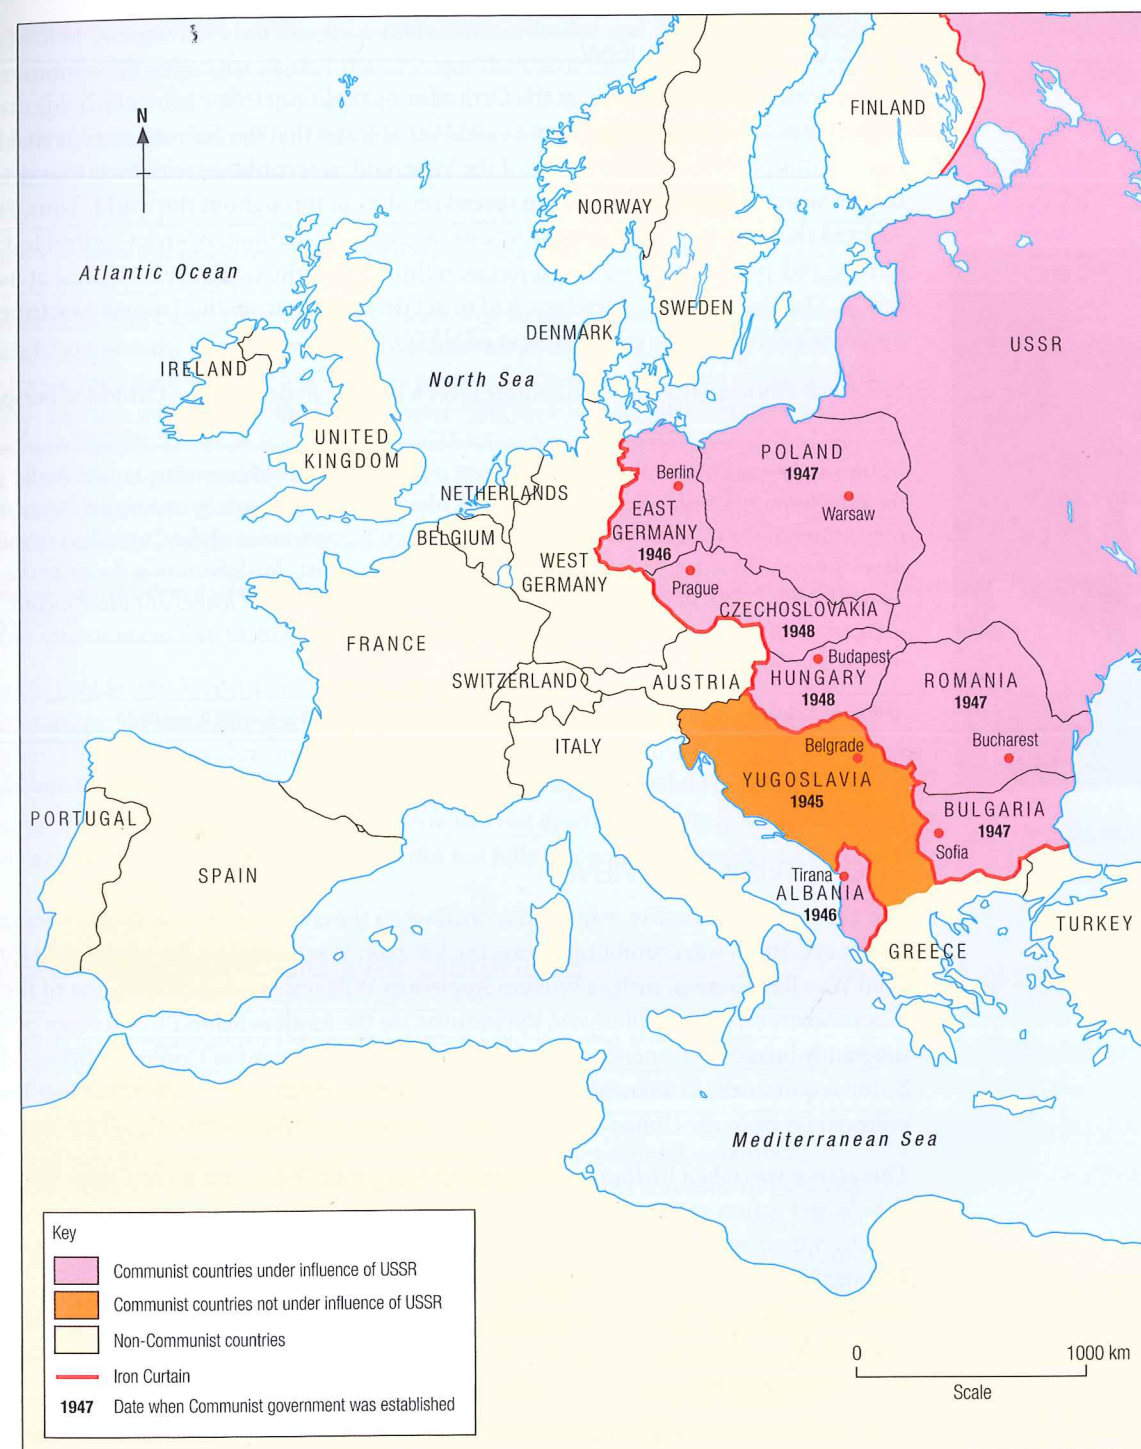 N
FINLAND
NORWAY
Atlantic Ocean
SWEDEN
DENMARK
USSR
IRELAND
North Sea
UNITED
KINGDOM
POLAND
1947
Berlin
NETHERLANDS
Warsaw
EAST
GERMANY
1946
BELGIUM
WEST
GERMANY
Prague
CZECHOSLOVAKIA
1948
FRANCE
Budapest
SWITZERLAND
AUSTRIA
HUNGARY
1948
ROMANIA
1947
ITALY
Belgrade
Bucharest
YUGOSLAVIA
1945
PORTUGAL
BULGARIA
1947
Sofia
SPAIN
Tirana
ALBANIA
1946
TURKEY
GREECE
Mediterranean Sea
Key
Communist countries under influence of USSR
Communist countries not under influence of USSR
Non-Communist countries
Iron Curtain
1947 Date when Communist government was established
0 1000 km
Scale